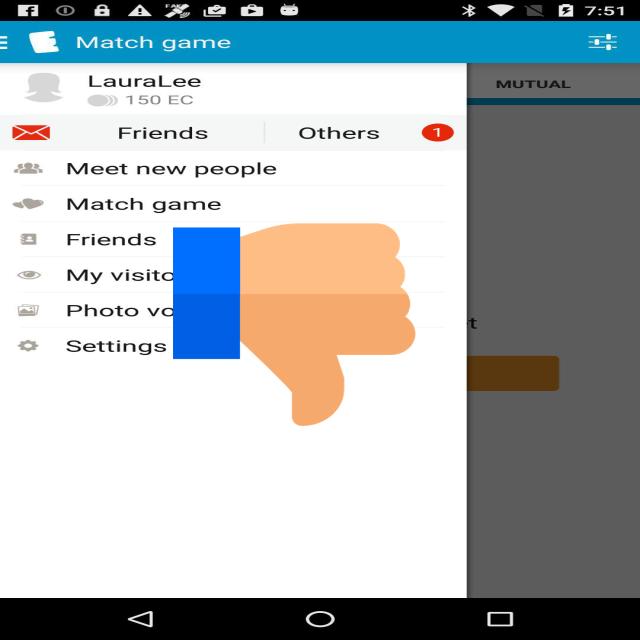 7:51
Match game
LauraLee
150 EC
MUTUAL
Friends Others 1
Meet new people
Match game
Friends
My visito
Photo vo
Settings
t